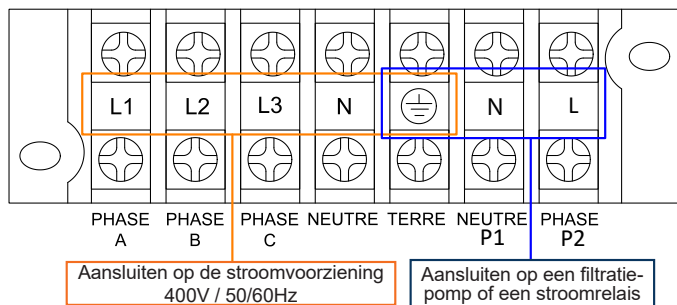 L1 L2 L3 N N L
PHASE PHASE PHASE NEUTRE TERRE NEUTRE PHASE
A B C P1 P2
Aansluiten op de stroomvoorziening
400V / 50/60Hz
Aansluiten op een filtratie-
pomp of een stroomrelais